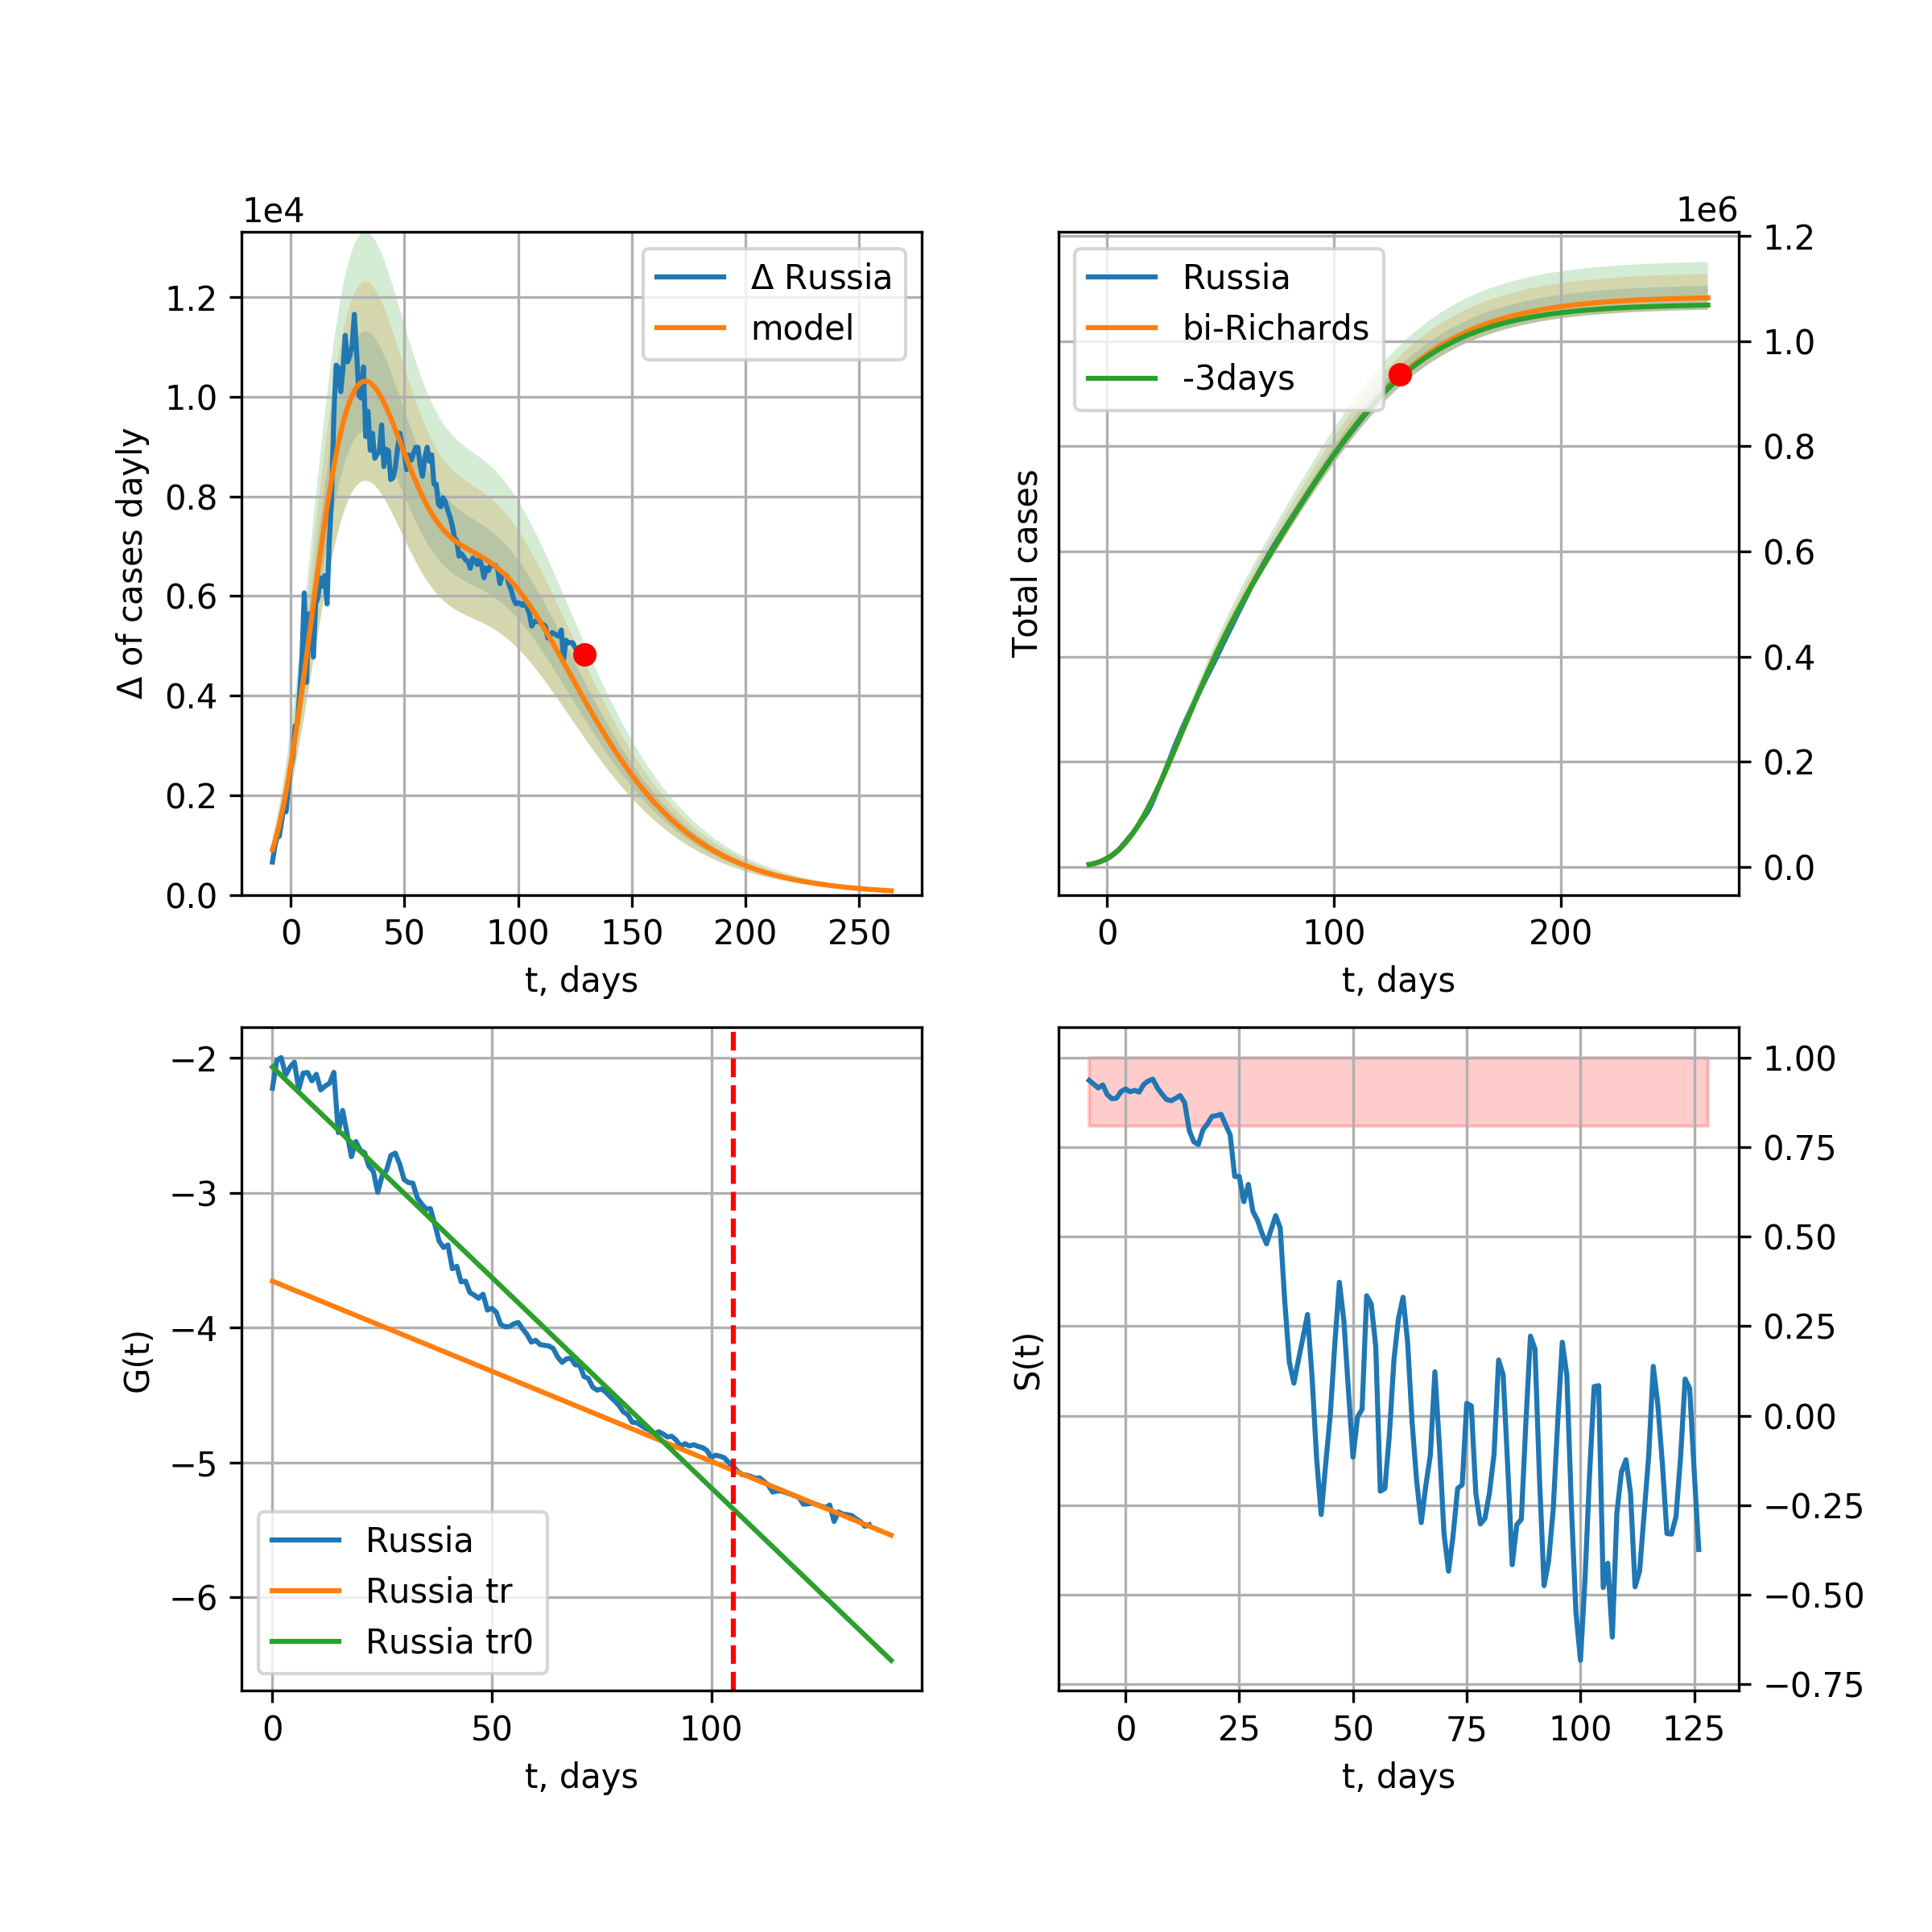 1e4
Δ of cases dayly
1.2
1.0
0.8
0.6
0.4
0.2
0.0
Δ Russia
model
0 50 100 150 200 250
t, days
1e6
Total cases
Russia
bi-Richards
-3days
1.2
1.0
0.8
0.6
0.4
0.2
0.0
0 100 200
t, days
G(t)
−2
−3
−4
−5
−6
Russia
Russia tr
Russia tr0
0 50 100
t, days
S(t)
1.00
0.75
0.50
0.25
0.00
−0.25
−0.50
−0.75
0 25 50 75 100 125
t, days